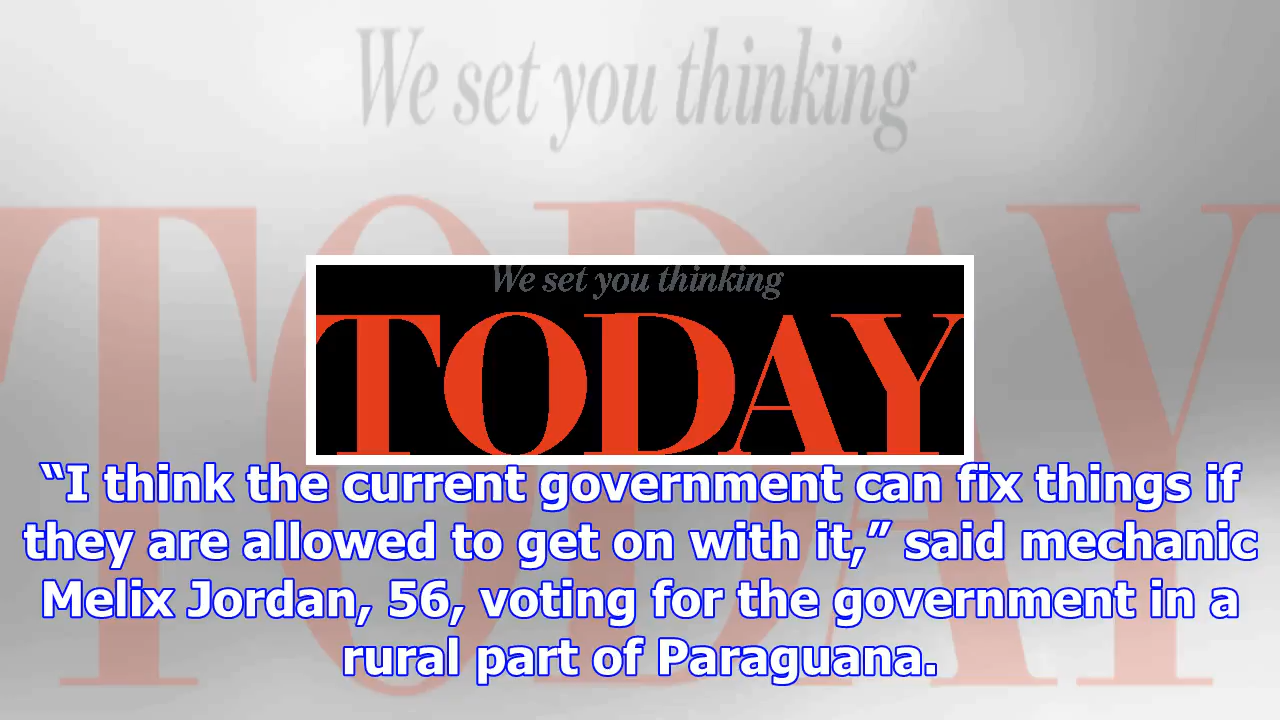 We set you thinking
TODAY
We set you thinking
TODAY
“I think the current government can fix things if
they are allowed to get on with it,” said mechanic
Melix Jordan, 56, voting for the government in a
rural part of Paraguana.